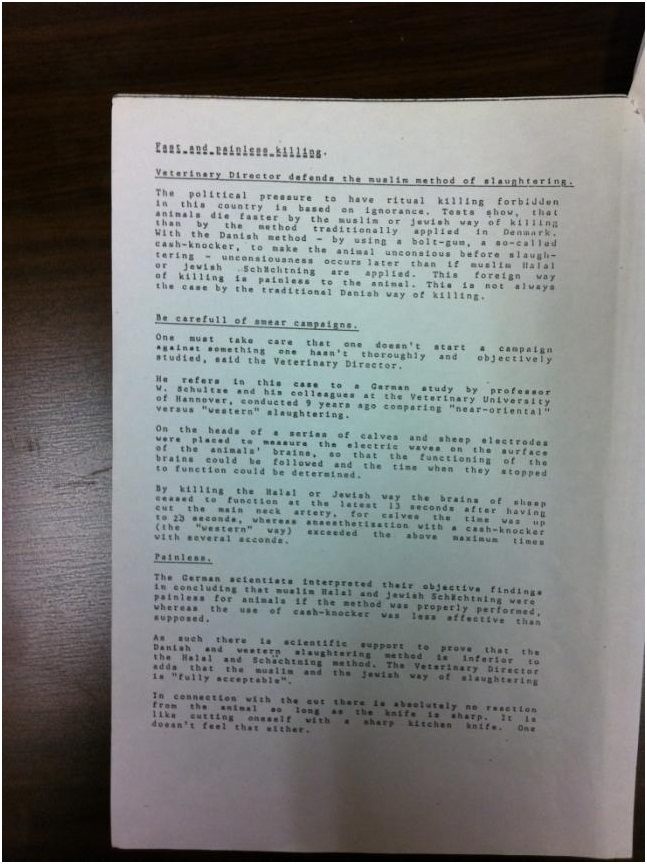 Fast and painless killing.
Veterinary Director defends the muslim method of slaughtering.
The political pressure to have ritual killing forbidden
in this country is based on ignorance. Tests show, that
animals die faster by the muslim or jewish way of killing
than by the method traditionally applied in Denmark.
With the Danish method - by using a bolt-gun, a so-called
cash-knocker, to make the animal unconsious before slaugh-
tering - unconsiousness occurs later than if muslim Halal
or jewish Schächtning are applied. This foreign way
of killing is painless to the animal. This is not always
the case by the traditional Danish way of killing.
Be carefull of smear campaigns.
One must take care that one doesn't start a campaign
against something one hasn't thoroughly and objectively
studied, said the Veterinary Director.
He refers in this case to a German study by professor
W. Schultze and his colleagues at the Veterinary University
of Hannover, conducted 9 years ago comparing "near-oriental"
versus "western" slaughtering.
On the heads of a series of calves and sheep electrodes
were placed to measure the electric waves on the surface
of the animals' brains, so that the functioning of the
brains could be followed and the time when they stopped
to function could be determined.
By killing the Halal or Jewish way the brains of sheep
ceased to function at the latest 13 seconds after having
cut the main neck artery, for calves the time was up
to 23 seconds, whereas anaesthetization with a cash-knocker
(the "western" way) exceeded the above maximum times
with several seconds.
Painless.
The German scientists interpreted their objective findings
in concluding that muslim Halal and jewish Schächtning were
painless for animals if the method was properly performed,
whereas the use of cash-knocker was less affective than
supposed.
As such there is scientific support to prove that the
Danish and western slaughtering method is inferior to
the Halal and Schächtning method. The Veterinary Director
adds that the muslim and the jewish way of slaughtering
is "fully acceptable".
In connection with the cut there is absolutely no reaction
from the animal so long as the knife is sharp. It is
like cutting oneself with a sharp kitchen knife. One
doesn't feel that either.